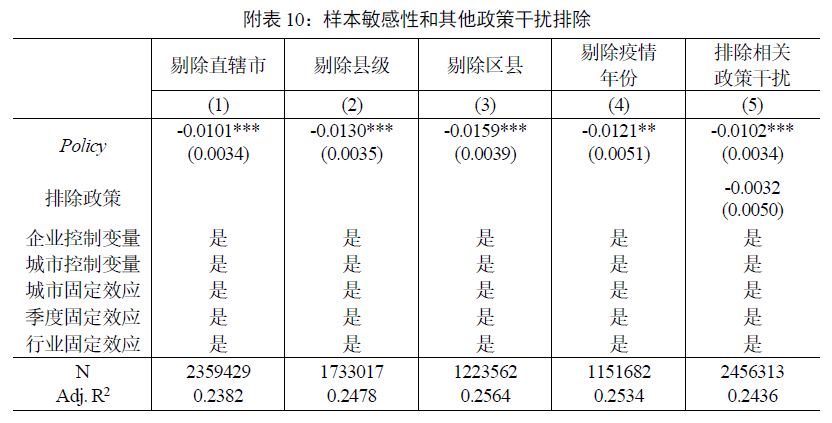 附表 10：样本敏感性和其他政策干扰排除
剔除直辖市 剔除县级 剔除区县 剔除疫情年份 排除相关政策干扰
(1) (2) (3) (4) (5)
Policy -0.0101*** -0.0130*** -0.0159*** -0.0121** -0.0102***
(0.0034) (0.0035) (0.0039) (0.0051) (0.0034)
排除政策 -0.0032
(0.0050)
企业控制变量 是 是 是 是 是
城市控制变量 是 是 是 是 是
城市固定效应 是 是 是 是 是
季度固定效应 是 是 是 是 是
行业固定效应 是 是 是 是 是
N 2359429 1733017 1223562 1151682 2456313
Adj. R² 0.2382 0.2478 0.2564 0.2534 0.2436